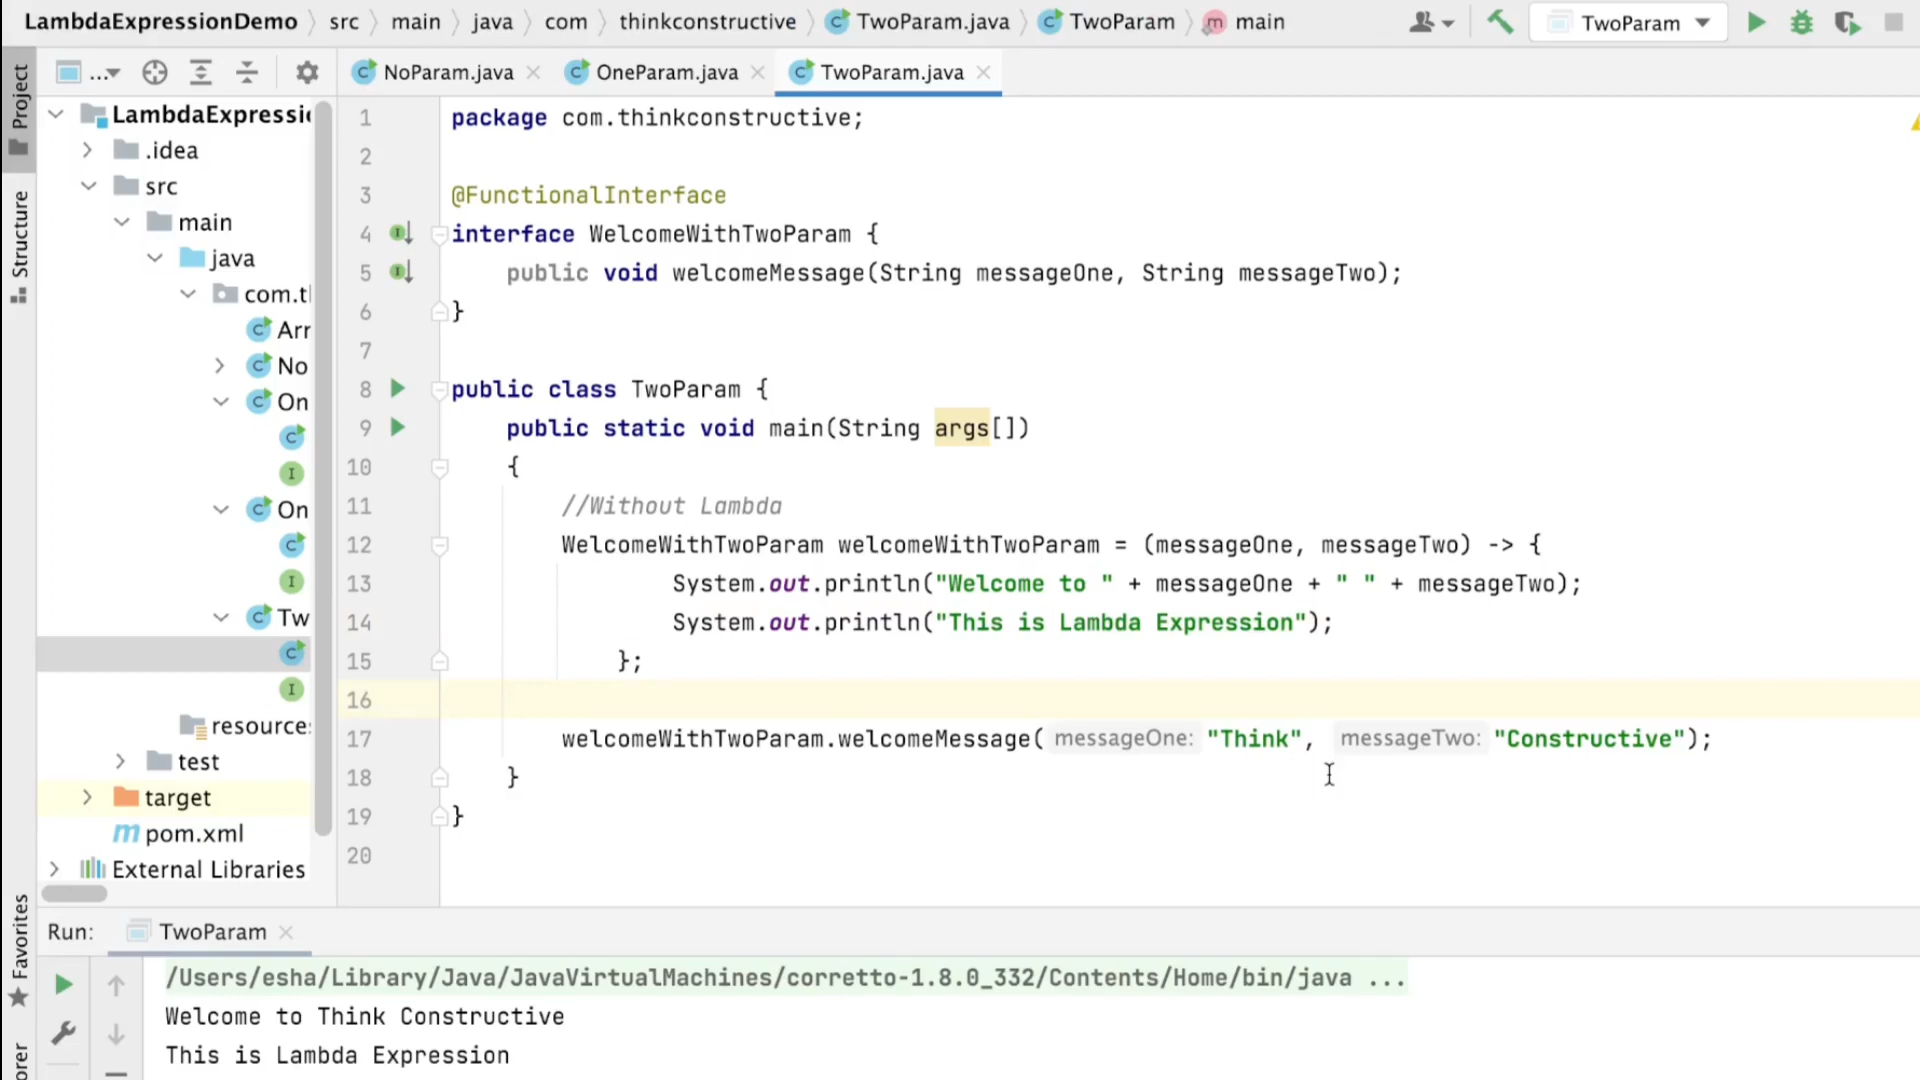 LambdaExpressionDemo src main java com thinkconstructive TwoParam.java TwoParam main TwoParam
... NoParam.java OneParam.java TwoParam.java
Project
Structure
Favorites
LambdaExpressi
.idea
src
main
java
com.t
Arr
No
On
On
Tw
resource
test
target
pom.xml
External Libraries
1 package com.thinkconstructive;
2
3 @FunctionalInterface
4 interface WelcomeWithTwoParam {
5 public void welcomeMessage(String messageOne, String messageTwo);
6 }
7
8 public class TwoParam {
9 public static void main(String args[])
10 {
11 //Without Lambda
12 WelcomeWithTwoParam welcomeWithTwoParam = (messageOne, messageTwo) -> {
13 System.out.println("Welcome to " + messageOne + " " + messageTwo);
14 System.out.println("This is Lambda Expression");
15 };
16
17 welcomeWithTwoParam.welcomeMessage( messageOne: "Think", messageTwo: "Constructive");
18 }
19 }
20
Run: TwoParam
/Users/esha/Library/Java/JavaVirtualMachines/corretto-1.8.0_332/Contents/Home/bin/java ...
Welcome to Think Constructive
This is Lambda Expression